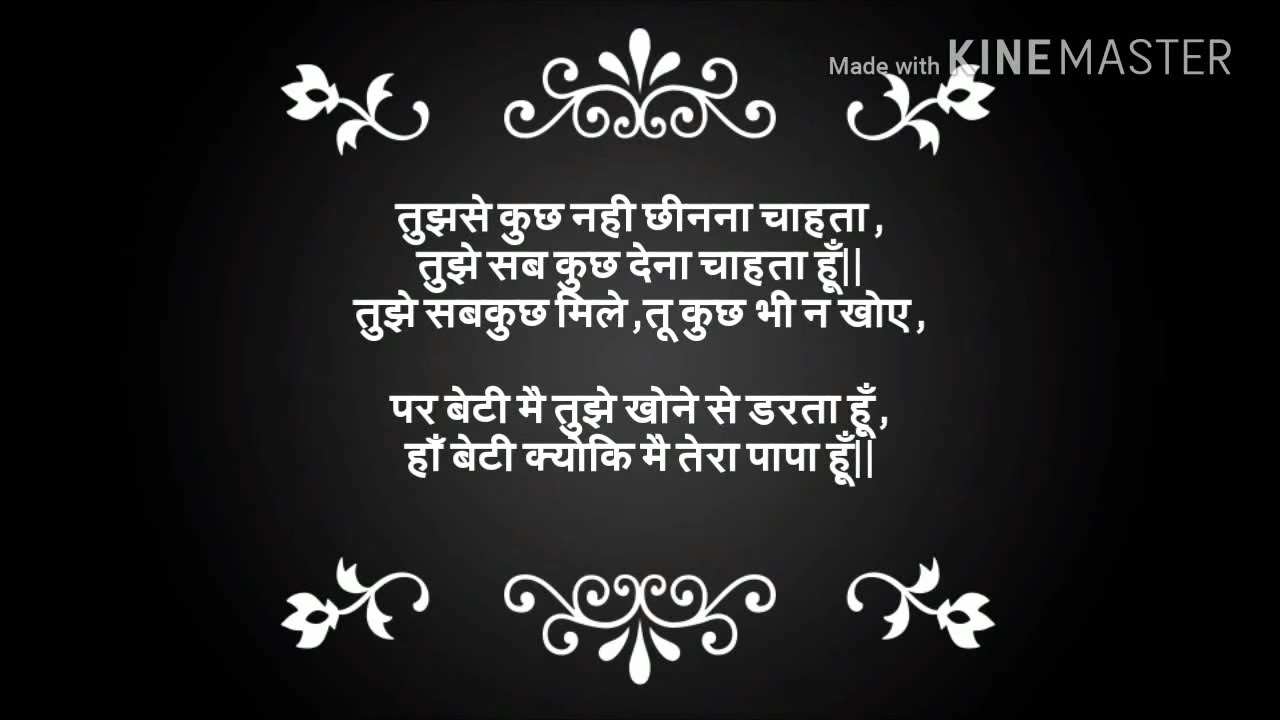 Made with KINEMASTER
तुझसे कुछ नही छीनना चाहता ,
तुझे सब कुछ देना चाहता हूँ||
तुझे सबकुछ मिले ,तू कुछ भी न खोए ,
पर बेटी मै तुझे खोने से डरता हूँ ,
हाँ बेटी क्योकि मै तेरा पापा हूँ||